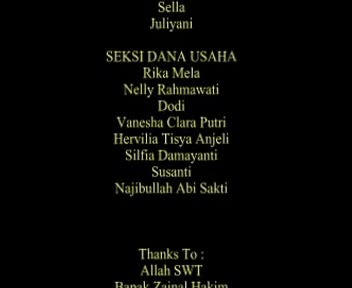 Sella
Juliyani
SEKSI DANA USAHA
Rika Mela
Nelly Rahmawati
Dodi
Vanesha Clara Putri
Hervilia Tisya Anjeli
Silfia Damayanti
Susanti
Najibullah Abi Sakti
Thanks To :
Allah SWT
Bapak Zainal Hakim